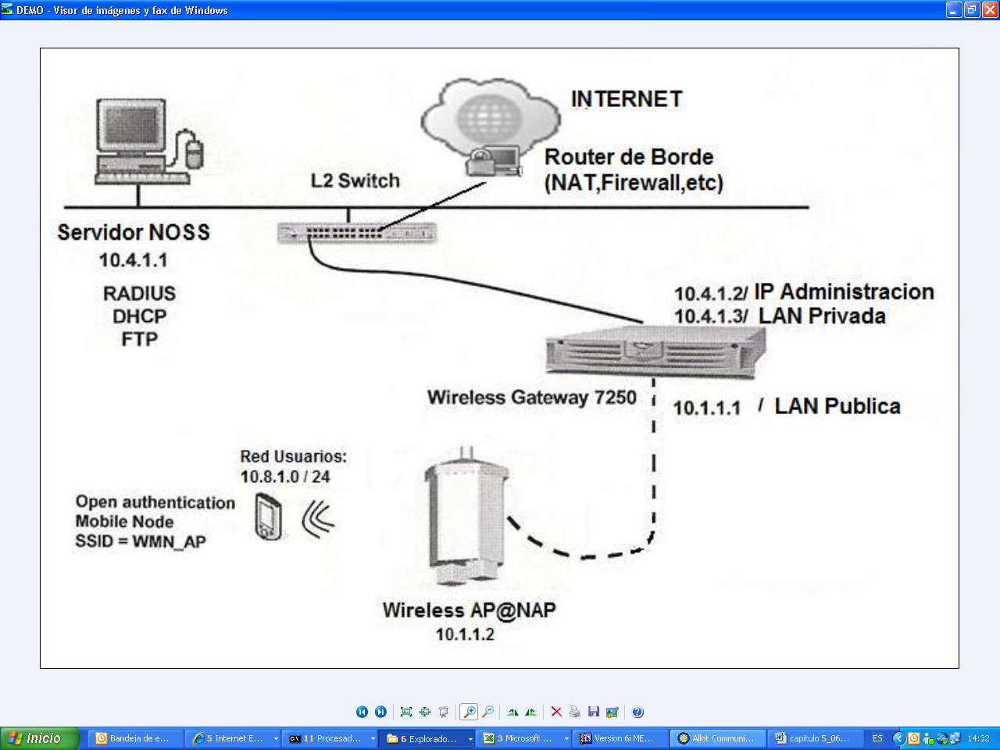 DEMO - Visor de imágenes y fax de Windows
INTERNET
Router de Borde
(NAT,Firewall,etc)
L2 Switch
Servidor NOSS
10.4.1.1
RADIUS
DHCP
FTP
10.4.1.2/ IP Administracion
10.4.1.3/ LAN Privada
Wireless Gateway 7250
10.1.1.1 / LAN Publica
Red Usuarios:
10.8.1.0 / 24
Open authentication
Mobile Node
SSID = WMN_AP
Wireless AP@NAP
10.1.1.2
Inicio
Bandeja de e...
5 Internet E...
11 Procesad...
6 Explorado...
3 Microsoft ...
Version 6i ME...
Allot Communi...
capitulo 5_06...
ES
14:32